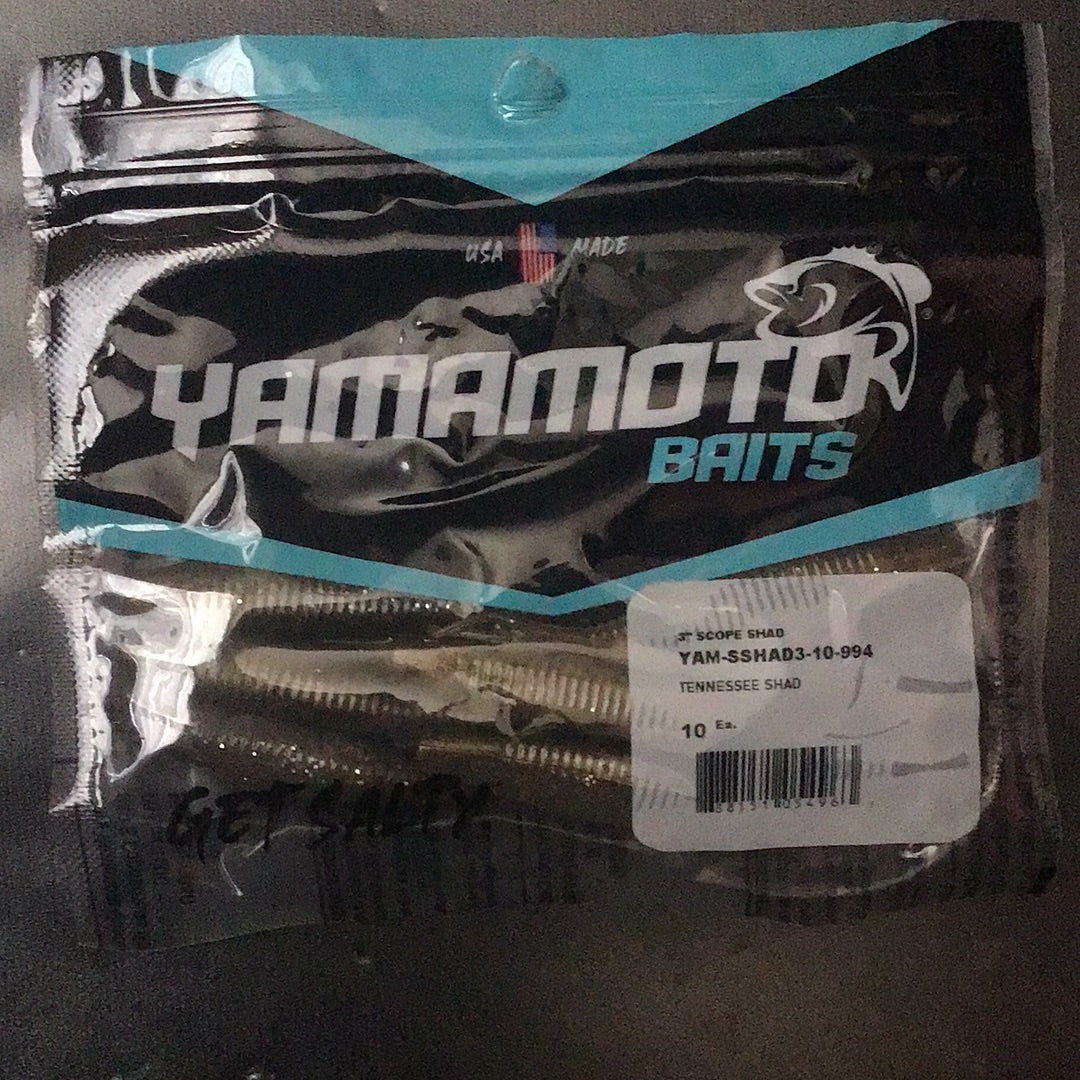 USA MADE
YAMAMOTO
BAITS
®
3" SCOPE SHAD
YAM-SSHAD3-10-994
TENNESSEE SHAD
10 Ea.
GET SALTY